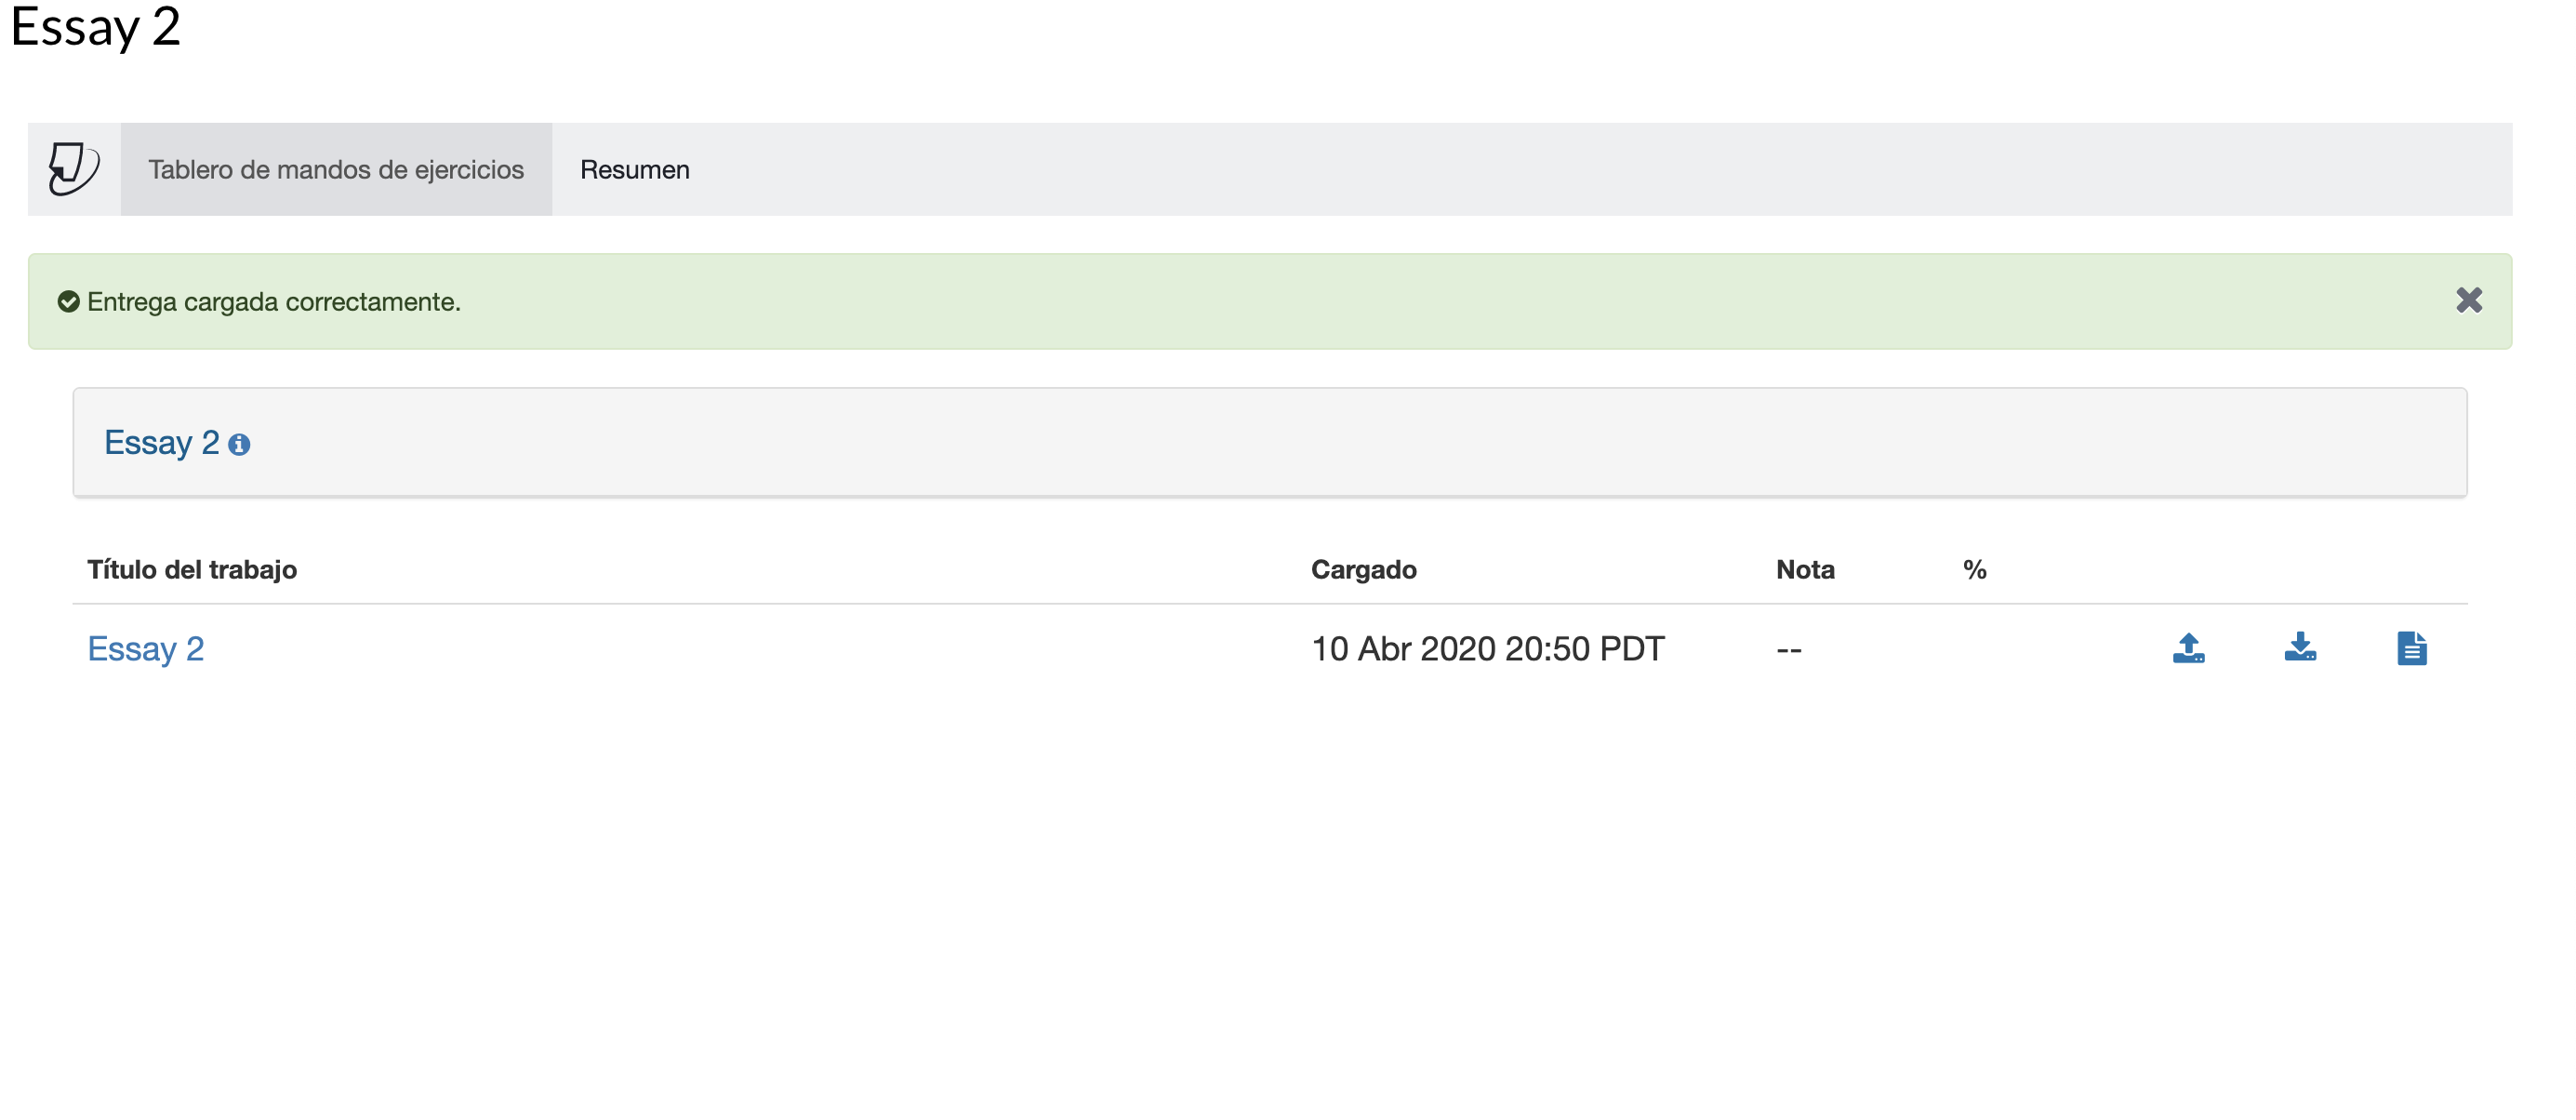 Essay 2
Tablero de mandos de ejercicios Resumen
Entrega cargada correctamente.
Essay 2
Título del trabajo Cargado Nota %
Essay 2 10 Abr 2020 20:50 PDT --